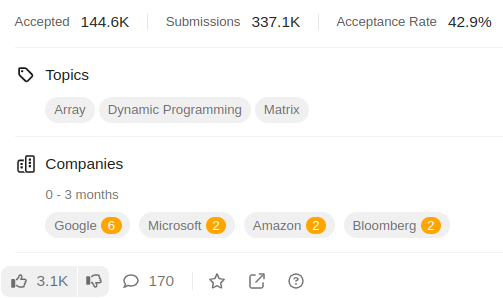 Accepted 144.6K Submissions 337.1K Acceptance Rate 42.9%
Topics
Array Dynamic Programming Matrix
Companies
0 - 3 months
Google 6 Microsoft 2 Amazon 2 Bloomberg 2
3.1K 170